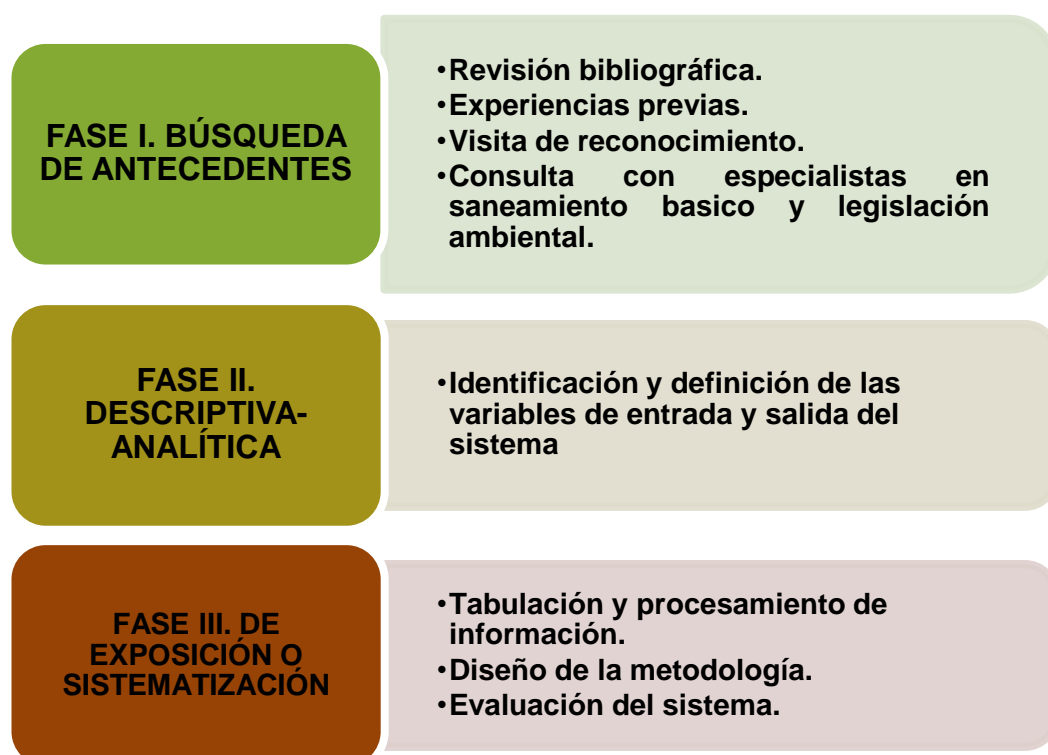 FASE I. BÚSQUEDA
DE ANTECEDENTES
•Revisión bibliográfica.
•Experiencias previas.
•Visita de reconocimiento.
•Consulta con especialistas en
saneamiento basico y legislación
ambiental.
FASE II.
DESCRIPTIVA-
ANALÍTICA
•Identificación y definición de las
variables de entrada y salida del
sistema
FASE III. DE
EXPOSICIÓN O
SISTEMATIZACIÓN
•Tabulación y procesamiento de
información.
•Diseño de la metodología.
•Evaluación del sistema.